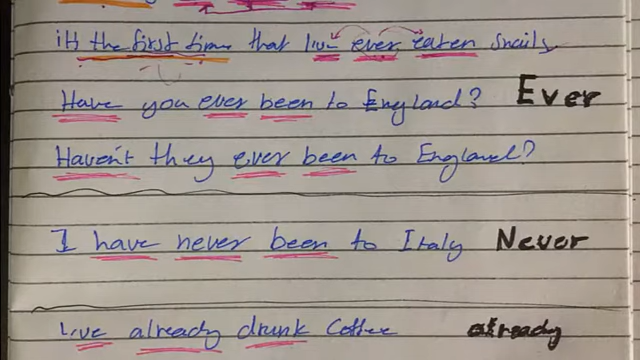 it's the first time that I've ever eaten snails
Have you ever been to England? Ever
Haven't they ever been to England?
I have never been to Italy Never
I've already drunk Coffee already